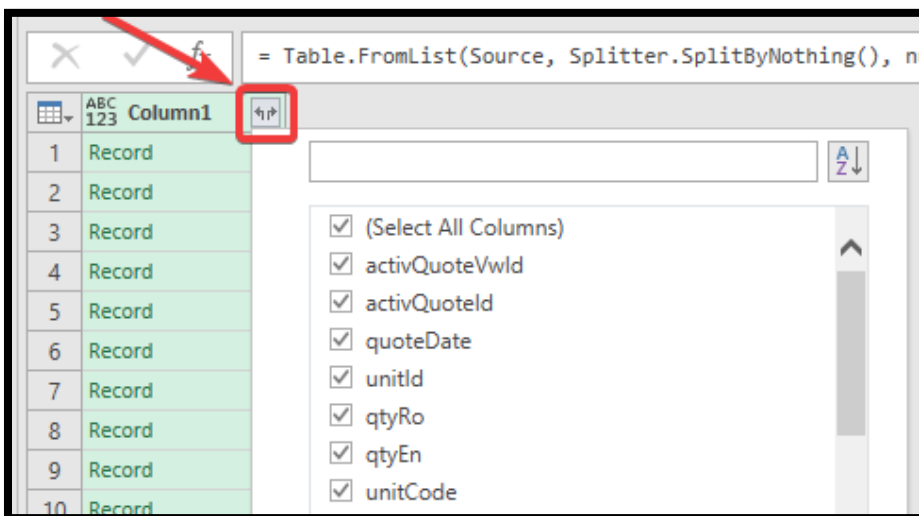 fx = Table.FromList(Source, Splitter.SplitByNothing(), n
ABC 123 Column1
1 Record
2 Record
3 Record
4 Record
5 Record
6 Record
7 Record
8 Record
9 Record
10 Record
AZ
(Select All Columns)
activQuoteVwId
activQuoteId
quoteDate
unitId
qtyRo
qtyEn
unitCode